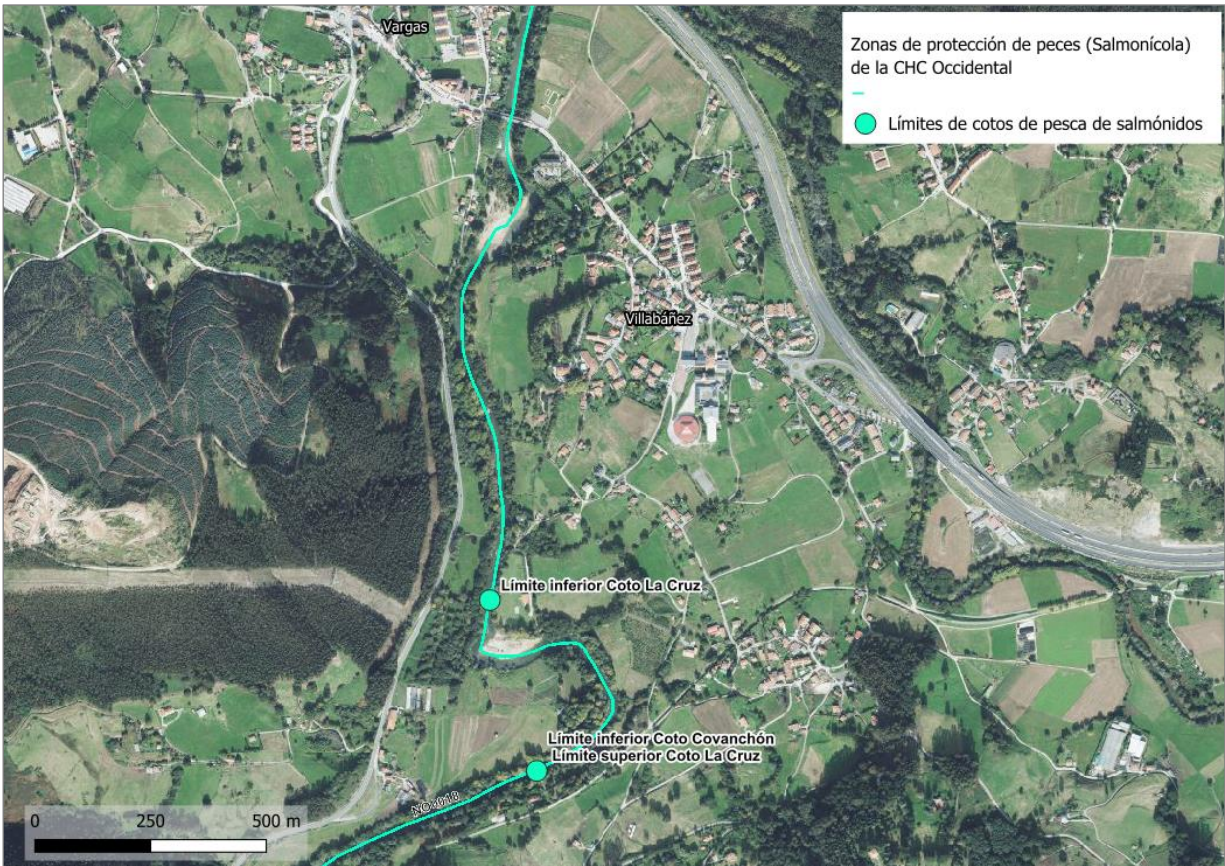 Vargas
Zonas de protección de peces (Salmonícola)
de la CHC Occidental
Límites de cotos de pesca de salmónidos
Villabáñez
Límite inferior Coto La Cruz
Límite inferior Coto Covanchón
Límite superior Coto La Cruz
0 250 500 m